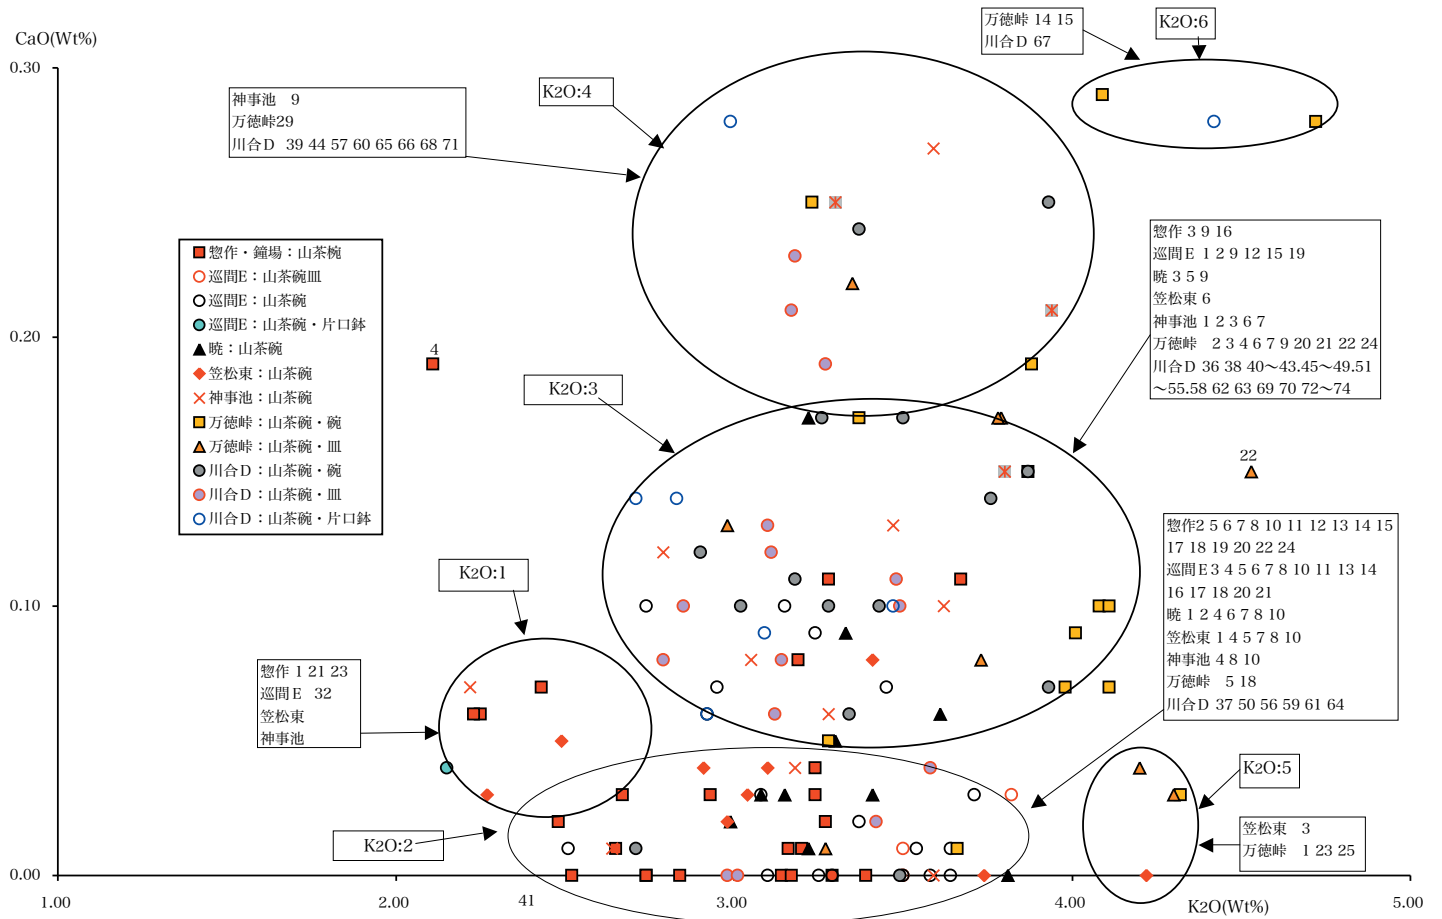 CaO(Wt%)
0.30
0.20
0.10
0.00
1.00
2.00
41
3.00
4.00
K2O(Wt%)
5.00
万徳峠 14 15
川合D 67
K2O:6
K2O:4
神事池 9
万徳峠29
川合D 39 44 57 60 65 66 68 71
惣作・鐘場：山茶椀
巡間E：山茶碗皿
巡間E：山茶碗
巡間E：山茶碗・片口鉢
暁：山茶碗
笠松東：山茶碗
神事池：山茶碗
万徳峠：山茶碗・碗
万徳峠：山茶碗・皿
川合D：山茶碗・碗
川合D：山茶碗・皿
川合D：山茶碗・片口鉢
4
K2O:3
惣作 3 9 16
巡間E 1 2 9 12 15 19
暁 3 5 9
笠松東 6
神事池 1 2 3 6 7
万徳峠 2 3 4 6 7 9 20 21 22 24
川合D 36 38 40～43.45～49.51
～55.58 62 63 69 70 72～74
22
惣作2 5 6 7 8 10 11 12 13 14 15
17 18 19 20 22 24
巡間E3 4 5 6 7 8 10 11 13 14
16 17 18 20 21
暁 1 2 4 6 7 8 10
笠松東 1 4 5 7 8 10
神事池 4 8 10
万徳峠 5 18
川合D 37 50 56 59 61 64
K2O:1
惣作 1 21 23
巡間E 32
笠松東
神事池
K2O:2
K2O:5
笠松東 3
万徳峠 1 23 25